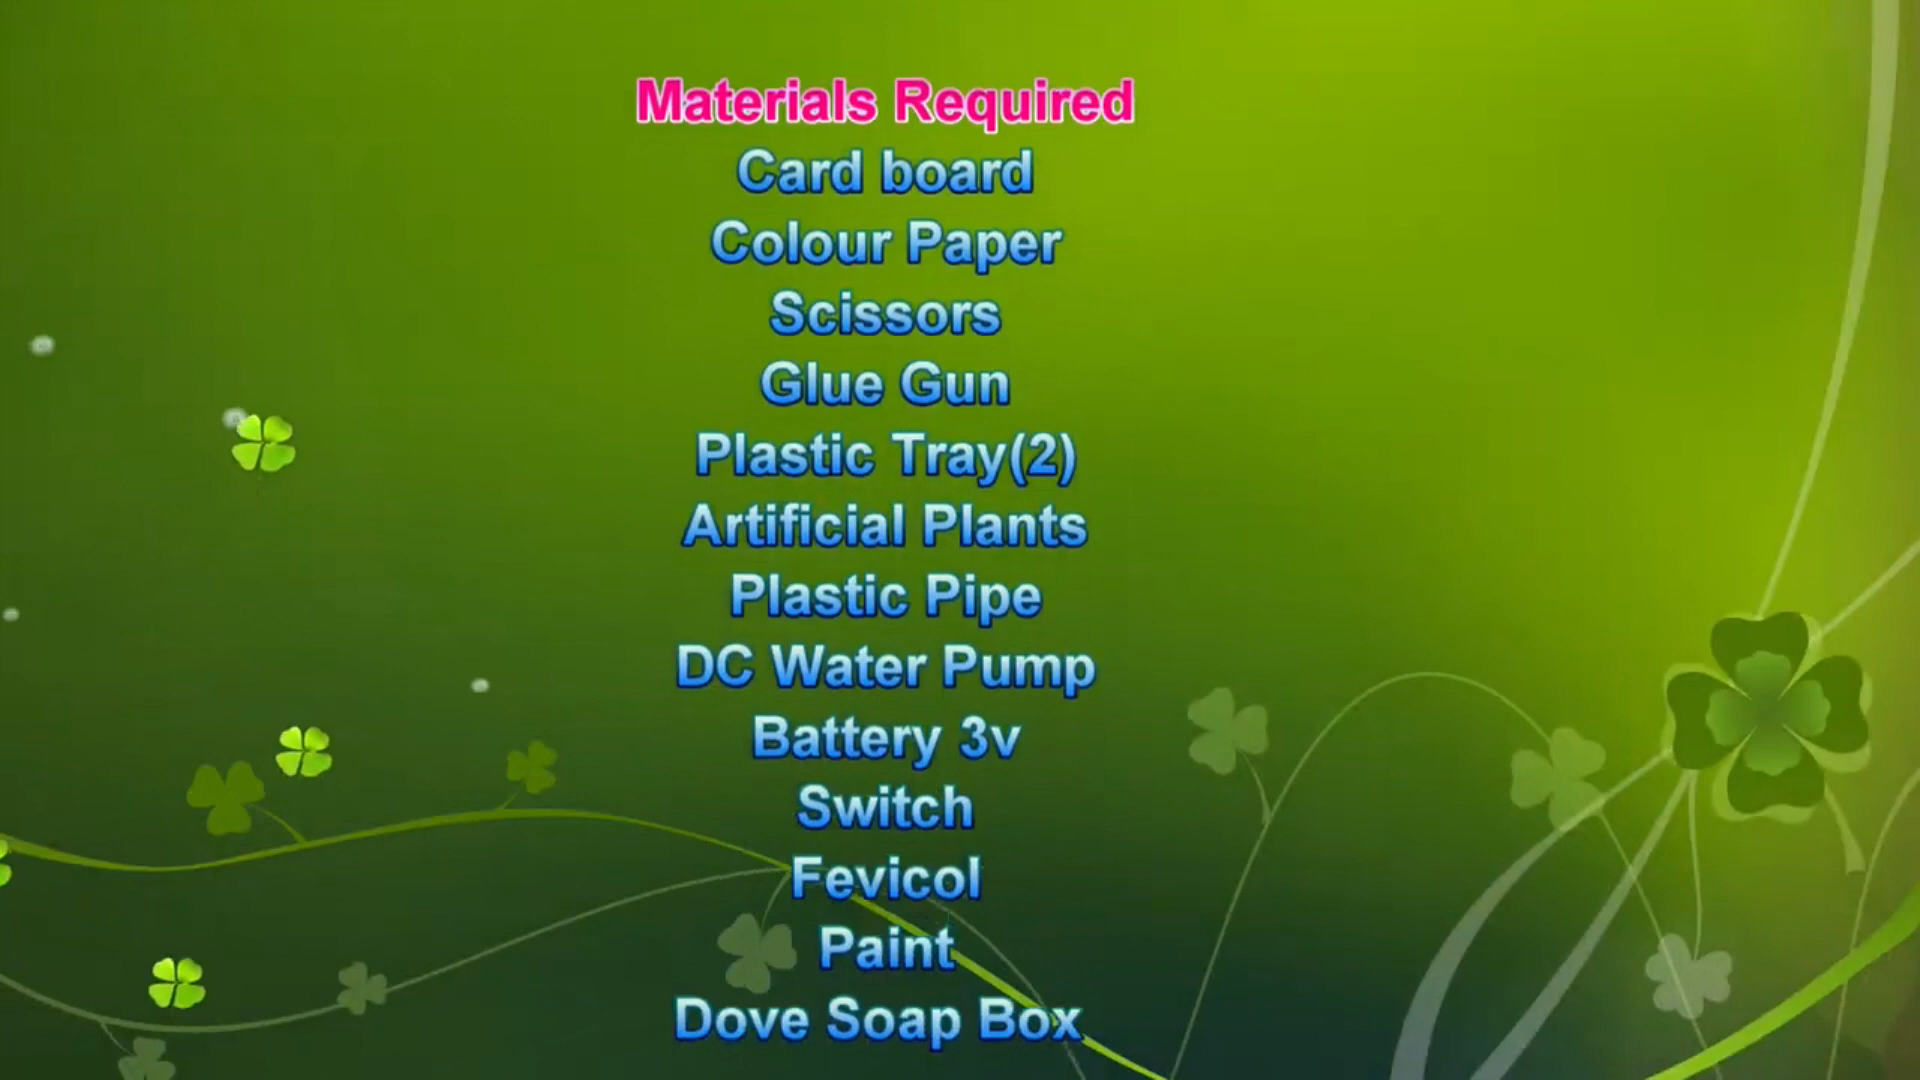 Materials Required
Card board
Colour Paper
Scissors
Glue Gun
Plastic Tray(2)
Artificial Plants
Plastic Pipe
DC Water Pump
Battery 3v
Switch
Fevicol
Paint
Dove Soap Box